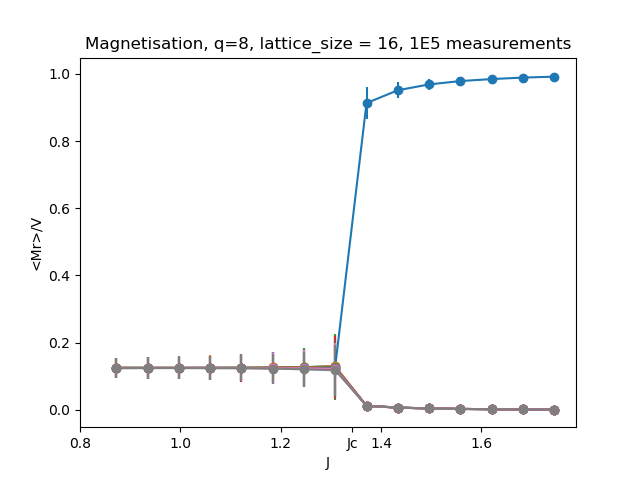 Magnetisation, q=8, lattice_size = 16, 1E5 measurements
<Mr>/V
1.0
0.8
0.6
0.4
0.2
0.0
0.8 1.0 1.2 Jc 1.4 1.6
J